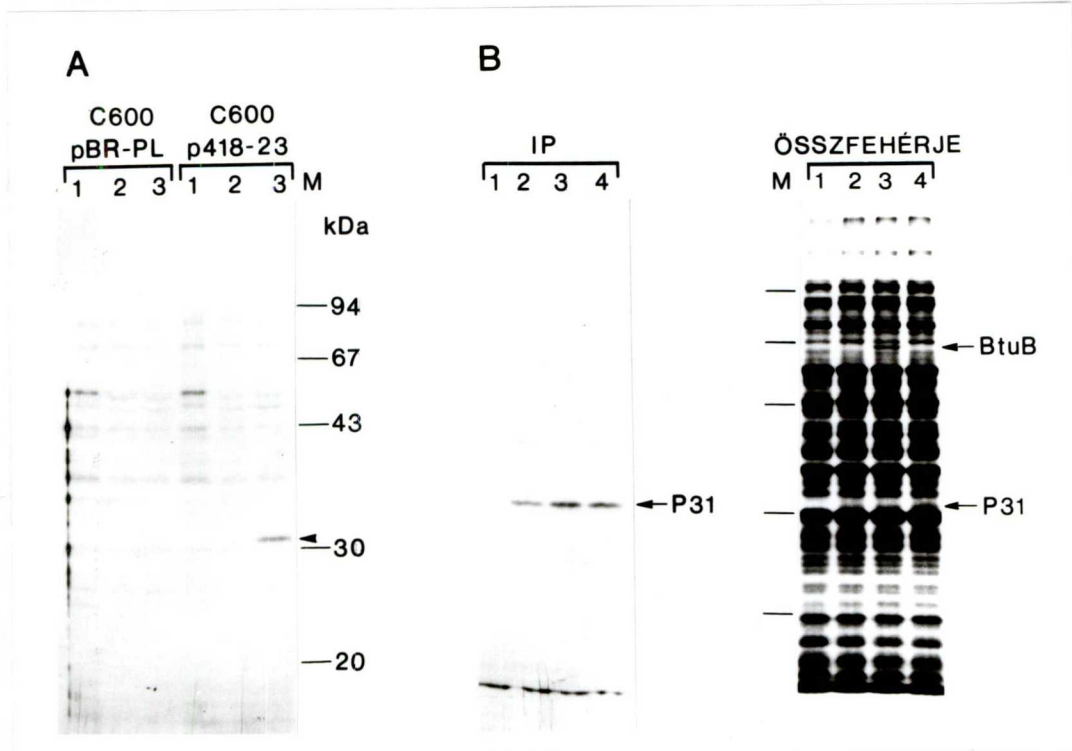 A
C600
pBR-PL
C600
p418-23
1 2 3
1 2 3
M
kDa
94
67
43
30
20
B
IP
1 2 3 4
P31
ÖSSZFEHÉRJE
M 1 2 3 4
BtuB
P31